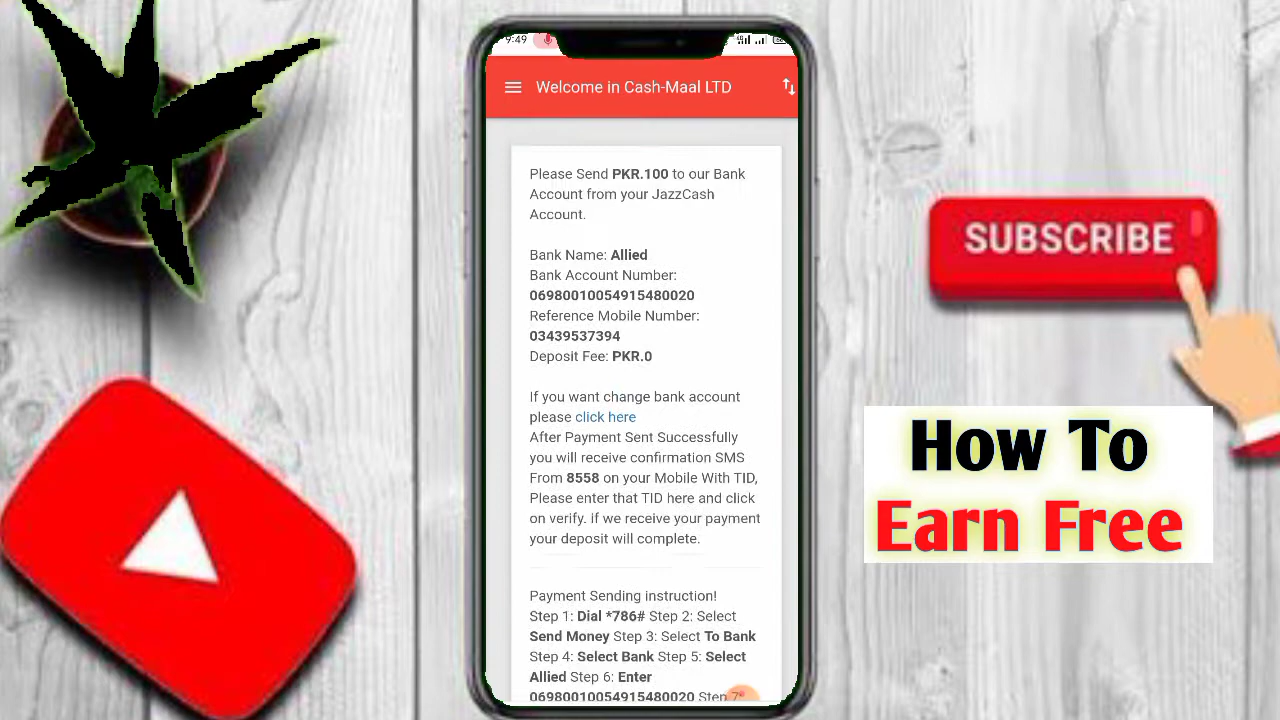 9:49
Welcome in Cash-Maal LTD
Please Send PKR.100 to our Bank
Account from your JazzCash
Account.
Bank Name: Allied
Bank Account Number:
06980010054915480020
Reference Mobile Number:
03439537394
Deposit Fee: PKR.0
If you want change bank account
please click here
After Payment Sent Successfully
you will receive confirmation SMS
From 8558 on your Mobile With TID,
Please enter that TID here and click
on verify. if we receive your payment
your deposit will complete.
Payment Sending instruction!
Step 1: Dial *786# Step 2: Select
Send Money Step 3: Select To Bank
Step 4: Select Bank Step 5: Select
Allied Step 6: Enter
06980010054915480020 Step 7:
SUBSCRIBE
How To
Earn Free